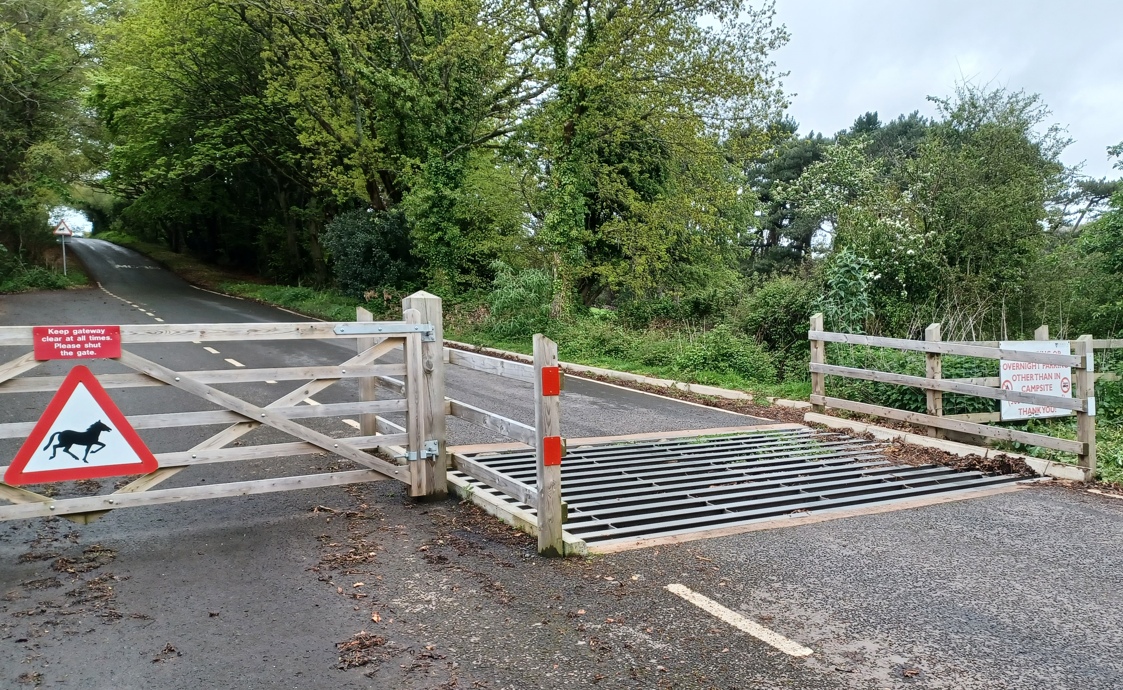 Keep gateway
clear at all times.
Please shut
the gate.
OVERNIGHT PARKING
OTHER THAN IN
CAMPSITE
THANK YOU!